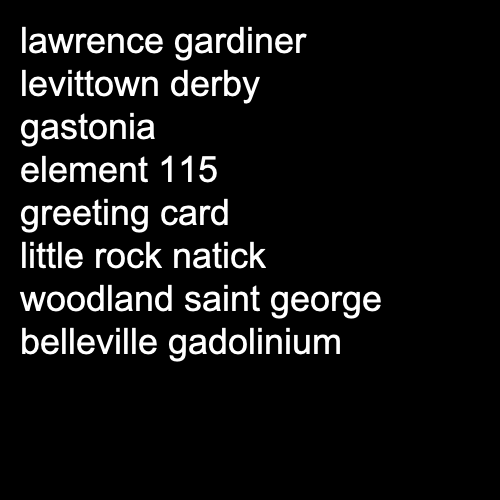 lawrence gardiner
levittown derby
gastonia
element 115
greeting card
little rock natick
woodland saint george
belleville gadolinium